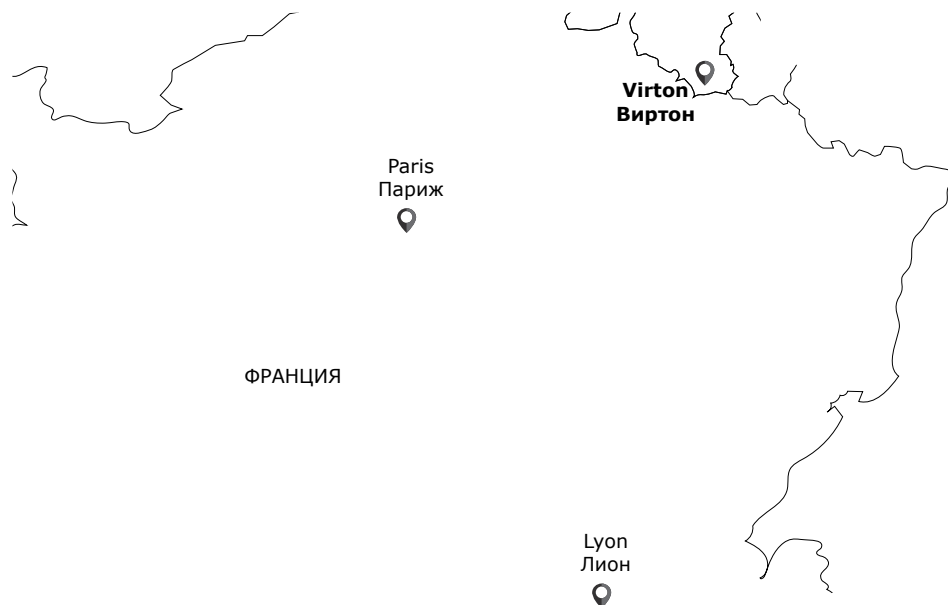 Virton
Виртон
Paris
Париж
ФРАНЦИЯ
Lyon
Лион